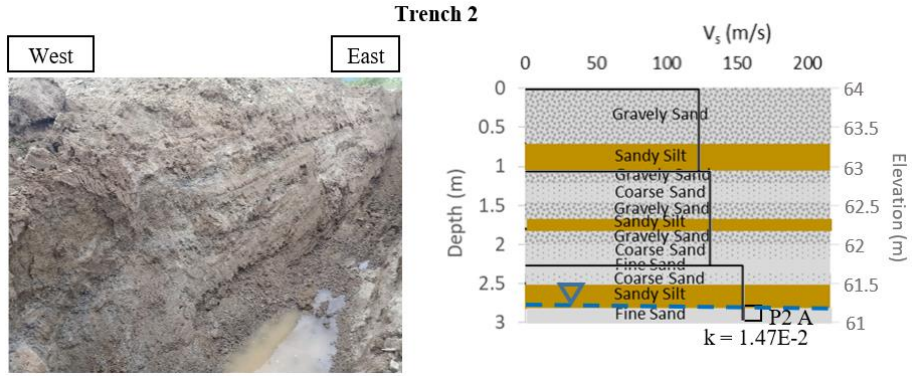 Trench 2
West
East
Vs (m/s)
0 50 100 150 200
Depth (m)
0
0.5
1
1.5
2
2.5
3
Gravely Sand
Sandy Silt
Gravely Sand
Coarse Sand
Gravely Sand
Sandy Silt
Gravely Sand
Coarse Sand
Fine Sand
Coarse Sand
Sandy Silt
Fine Sand
64
63.5
63
62.5
62
61.5
61
Elevation (m)
P2 A
k = 1.47E-2